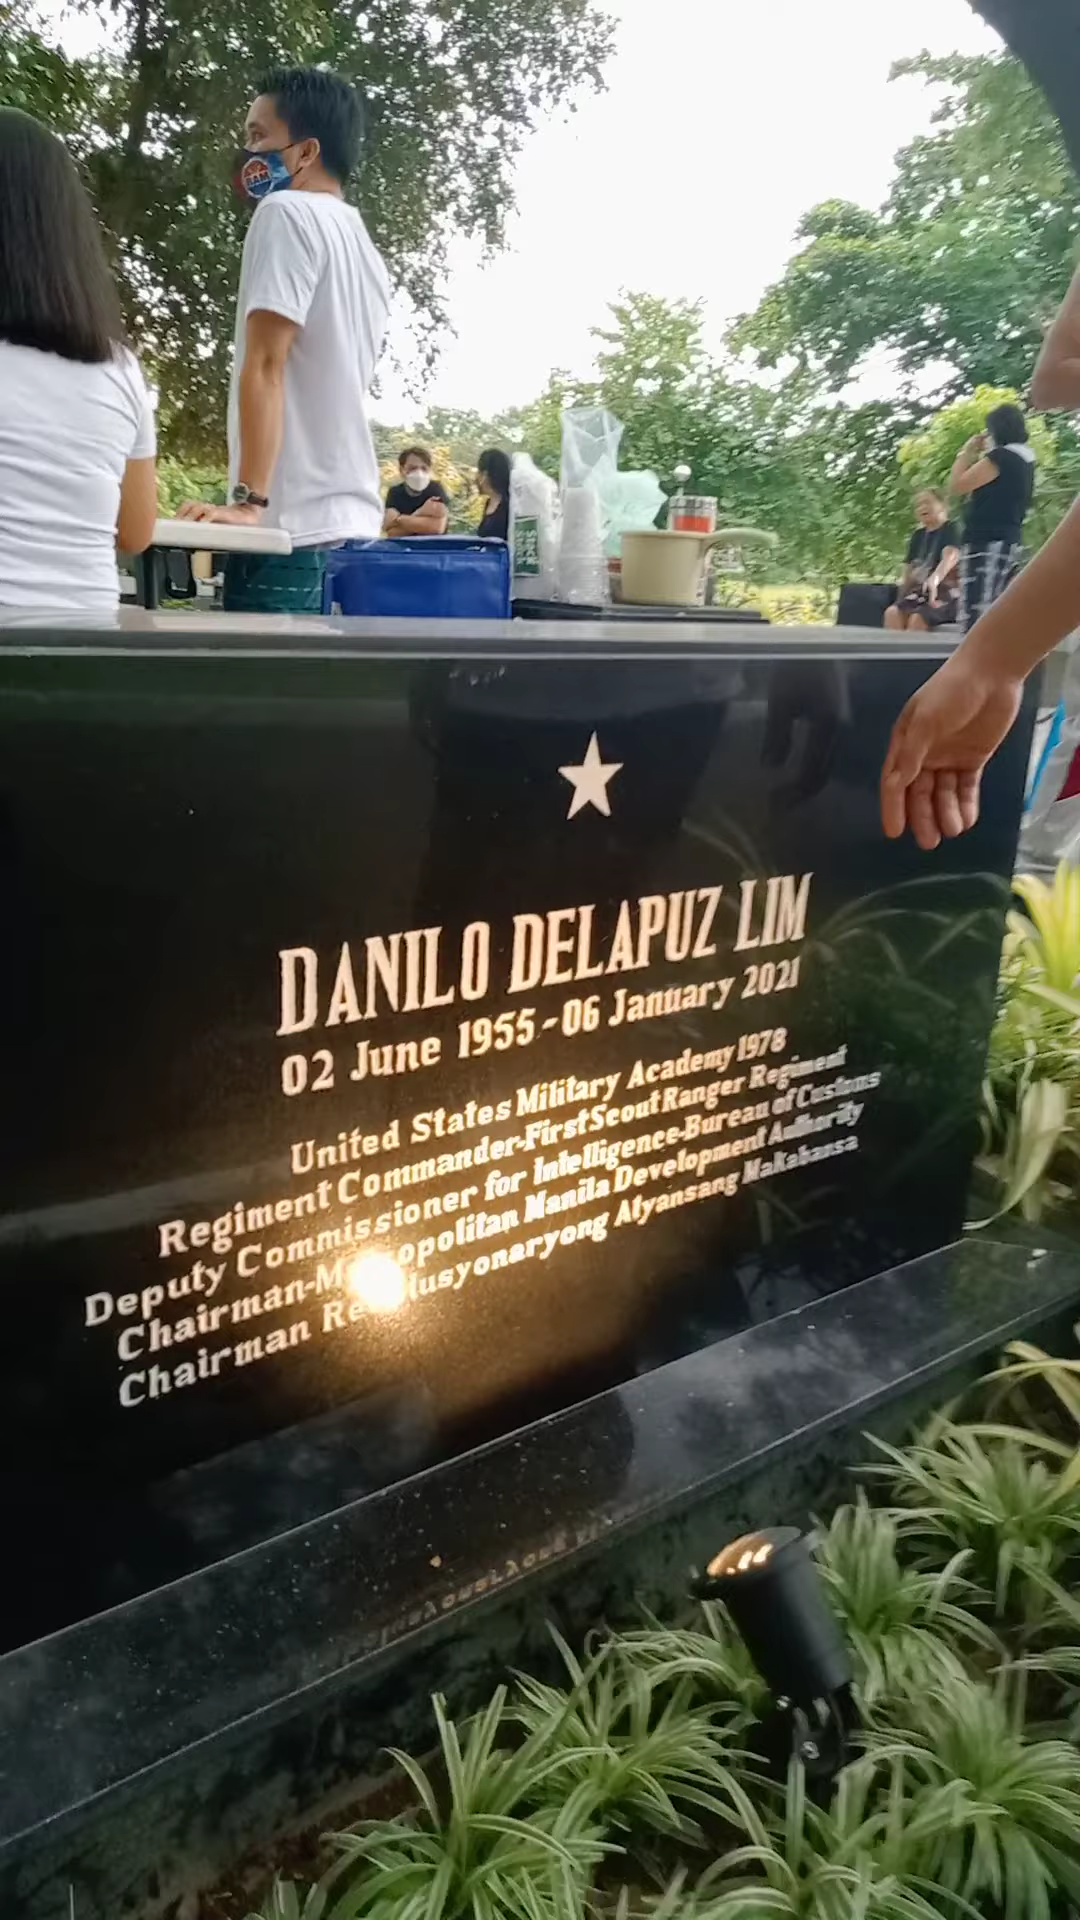 RAM
DANILO DELAPUZ LIM
02 June 1955-06 January 2021
United States Military Academy 1978
Regiment Commander-First Scout Ranger Regiment
Deputy Commissioner for Intelligence-Bureau of Customs
Chairman-Metropolitan Manila Development Authority
Chairman Rebolusyonaryong Alyansang Makabansa